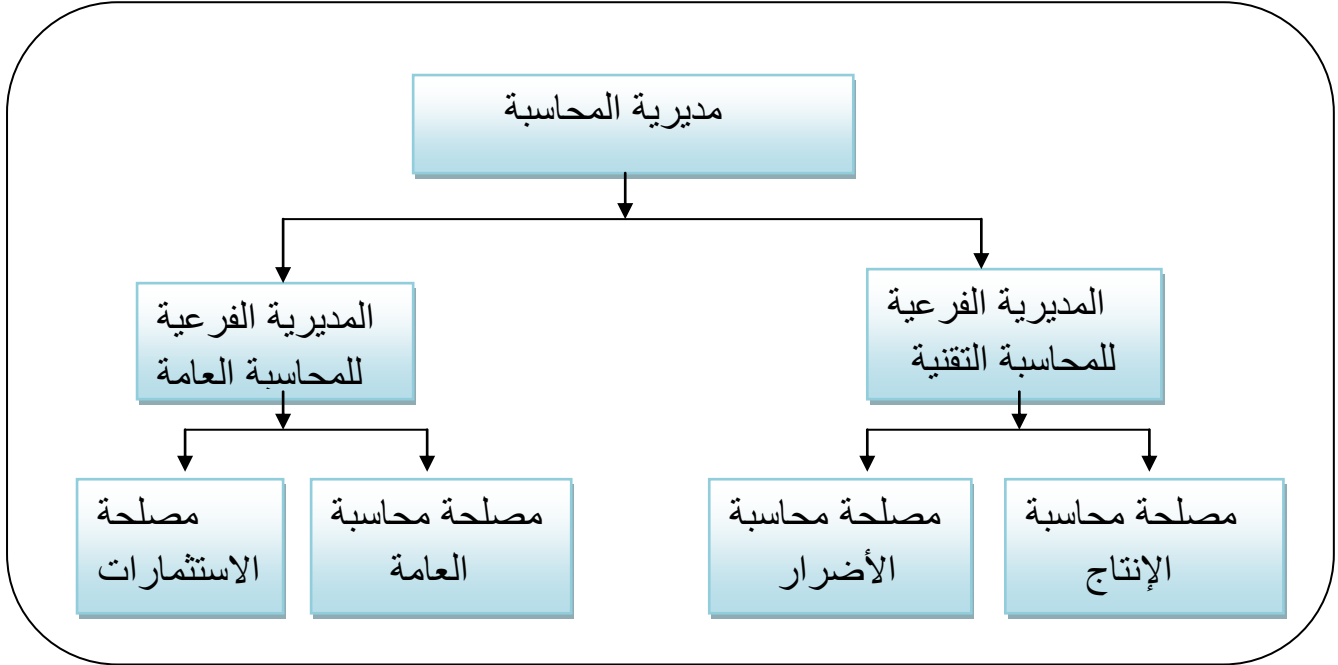 مديرية المحاسبة
المديرية الفرعية
للمحاسبة التقنية
المديرية الفرعية
للمحاسبة العامة
مصلحة محاسبة
الإنتاج
مصلحة محاسبة
الأضرار
مصلحة محاسبة
العامة
مصلحة
الاستثمارات